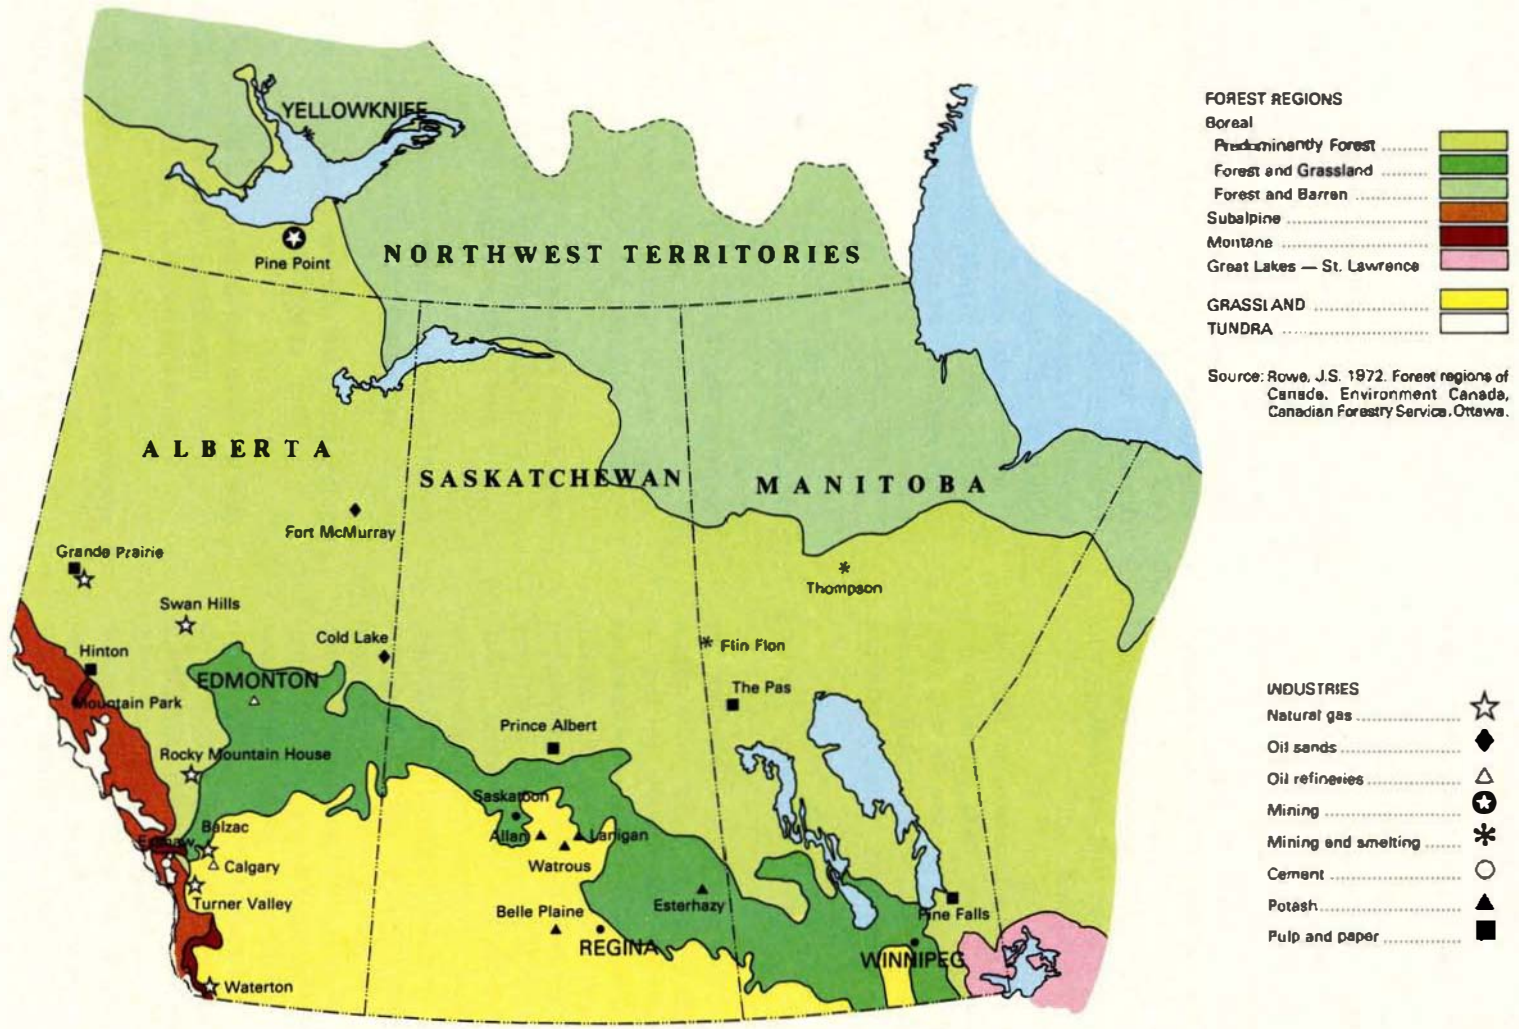 YELLOWKNIFE
Pine Point
NORTHWEST TERRITORIES
ALBERTA
SASKATCHEWAN
MANITOBA
Fort McMurray
Grande Prairie
Thompson
Swan Hills
Cold Lake
Flin Flon
Hinton
EDMONTON
The Pas
Mountain Park
Prince Albert
Rocky Mountain House
Saskatoon
Balzac
Allan
Lanigan
Calgary
Watrous
Turner Valley
Belle Plaine
Esterhazy
Pine Falls
REGINA
WINNIPEG
Waterton
FOREST REGIONS
Boreal
Predominantly Forest
Forest and Grassland
Forest and Barren
Subalpine
Montane
Great Lakes — St. Lawrence
GRASSLAND
TUNDRA
Source: Rowe, J.S. 1972. Forest regions of
Canada. Environment Canada,
Canadian Forestry Service, Ottawa.
INDUSTRIES
Natural gas
Oil sands
Oil refineries
Mining
Mining and smelting
Cement
Potash
Pulp and paper